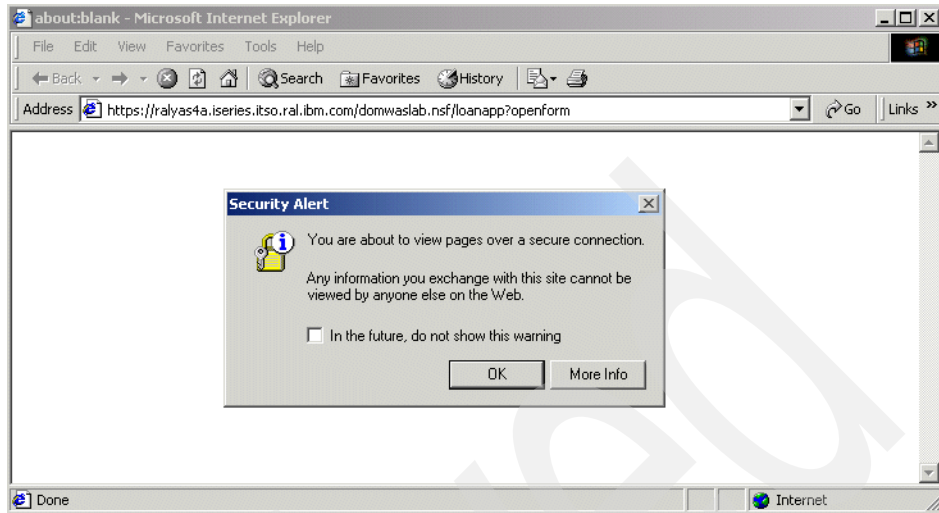 about:blank - Microsoft Internet Explorer
File Edit View Favorites Tools Help
Back Search Favorites History
Address https://ralyas4a.iseries.itso.ral.ibm.com/domwaslab.nsf/loanapp?openform Go Links »
Security Alert
You are about to view pages over a secure connection.
Any information you exchange with this site cannot be
viewed by anyone else on the Web.
In the future, do not show this warning
OK More Info
Done Internet